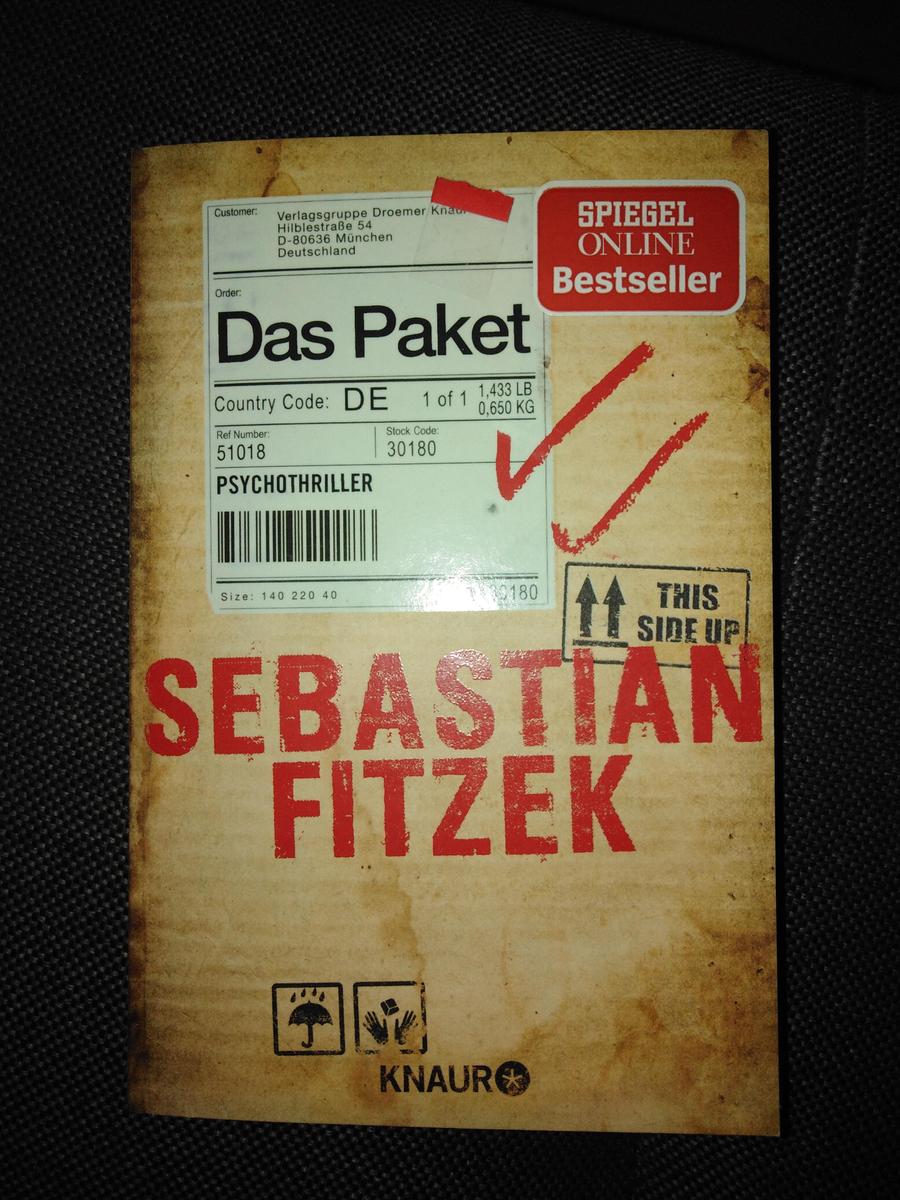 Customer: Verlagsgruppe Droemer Knaur
Hilblestraße 54
D-80636 München
Deutschland
SPIEGEL
ONLINE
Bestseller
Order:
Das Paket
Country Code: DE 1 of 1 1,433 LB
0,650 KG
Ref Number: Stock Code:
51018 30180
PSYCHOTHRILLER
Size: 140 220 40
THIS
SIDE UP
SEBASTIAN
FITZEK
KNAUR